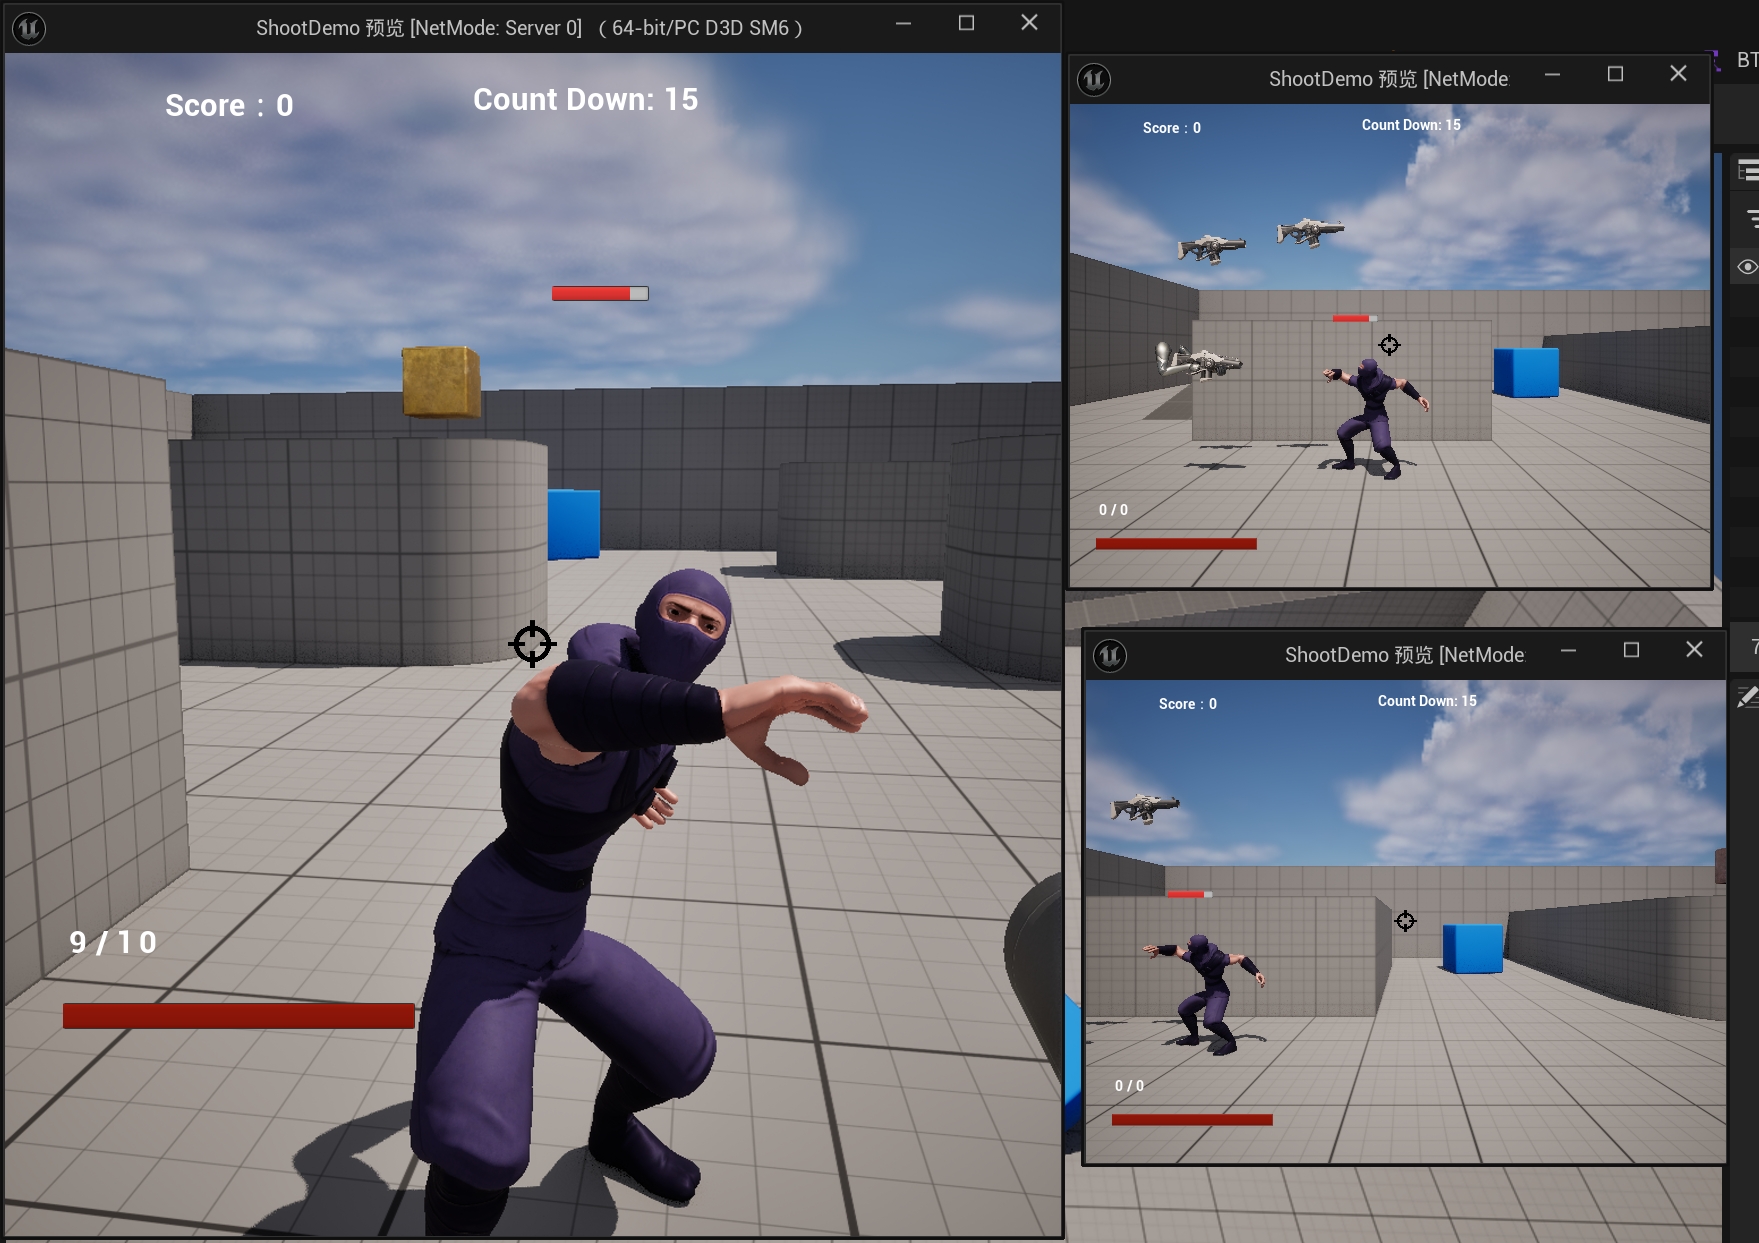 ShootDemo 预览 [NetMode: Server 0] （64-bit/PC D3D SM6）
Score : 0
Count Down: 15
9 / 10
ShootDemo 预览 [NetMode:
Score : 0
Count Down: 15
0 / 0
ShootDemo 预览 [NetMode:
Score : 0
Count Down: 15
0 / 0
BT